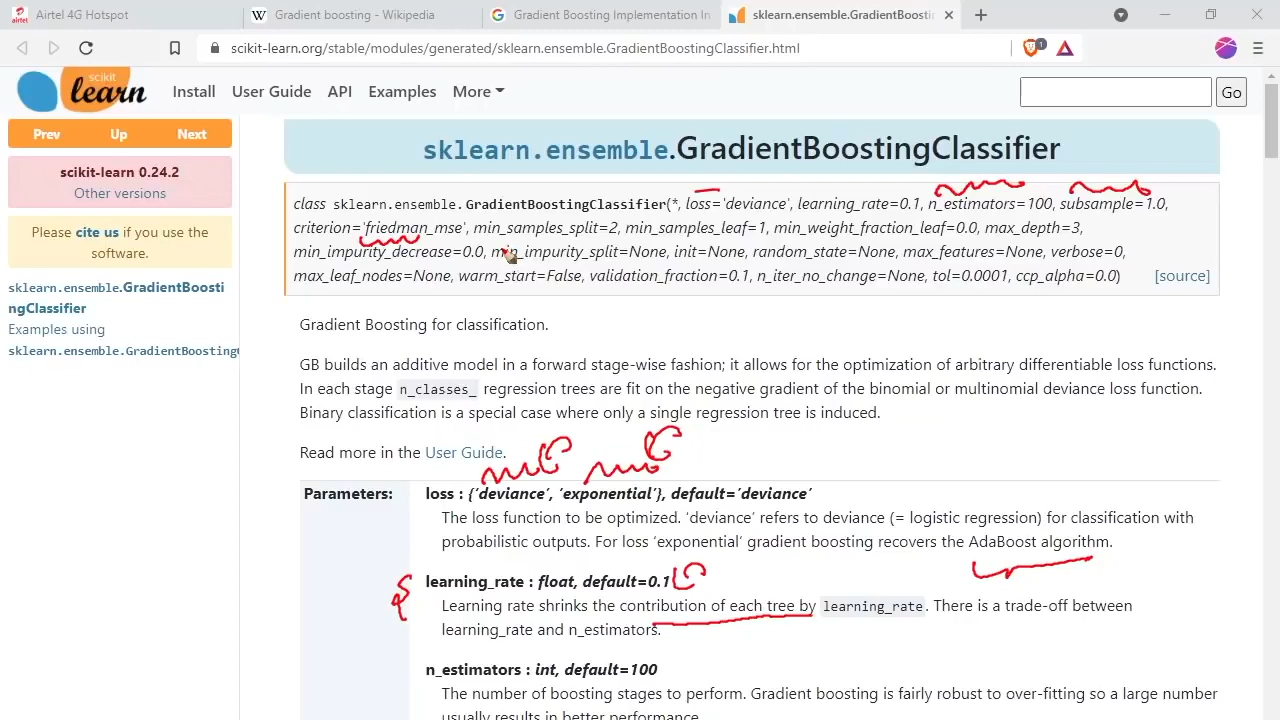 Airtel 4G Hotspot
Gradient boosting - Wikipedia
Gradient Boosting Implementation In
sklearn.ensemble.GradientBoosti
scikit-learn.org/stable/modules/generated/sklearn.ensemble.GradientBoostingClassifier.html
scikit
learn
Install User Guide API Examples More
Go
Prev Up Next
scikit-learn 0.24.2
Other versions
Please cite us if you use the
software.
sklearn.ensemble.GradientBoosti
ngClassifier
Examples using
sklearn.ensemble.GradientBoosting
sklearn.ensemble.GradientBoostingClassifier
class sklearn.ensemble.GradientBoostingClassifier(*, loss='deviance', learning_rate=0.1, n_estimators=100, subsample=1.0,
criterion='friedman_mse', min_samples_split=2, min_samples_leaf=1, min_weight_fraction_leaf=0.0, max_depth=3,
min_impurity_decrease=0.0, min_impurity_split=None, init=None, random_state=None, max_features=None, verbose=0,
max_leaf_nodes=None, warm_start=False, validation_fraction=0.1, n_iter_no_change=None, tol=0.0001, ccp_alpha=0.0) [source]
Gradient Boosting for classification.
GB builds an additive model in a forward stage-wise fashion; it allows for the optimization of arbitrary differentiable loss functions.
In each stage n_classes_ regression trees are fit on the negative gradient of the binomial or multinomial deviance loss function.
Binary classification is a special case where only a single regression tree is induced.
Read more in the User Guide.
Parameters:
loss : {'deviance', 'exponential'}, default='deviance'
The loss function to be optimized. 'deviance' refers to deviance (= logistic regression) for classification with
probabilistic outputs. For loss 'exponential' gradient boosting recovers the AdaBoost algorithm.
learning_rate : float, default=0.1
Learning rate shrinks the contribution of each tree by learning_rate. There is a trade-off between
learning_rate and n_estimators.
n_estimators : int, default=100
The number of boosting stages to perform. Gradient boosting is fairly robust to over-fitting so a large number
usually results in better performance.